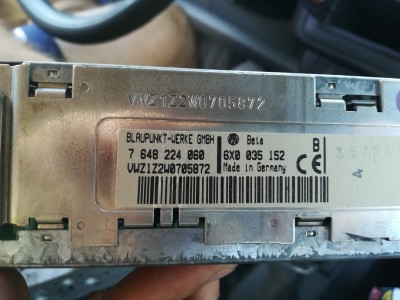 VWZ1Z2W0705872
BLAUPUNKT-WERKE GMBH Beta B
7 648 224 060 6X0 035 152
VWZ1Z2W0705872 Made in Germany CE
A